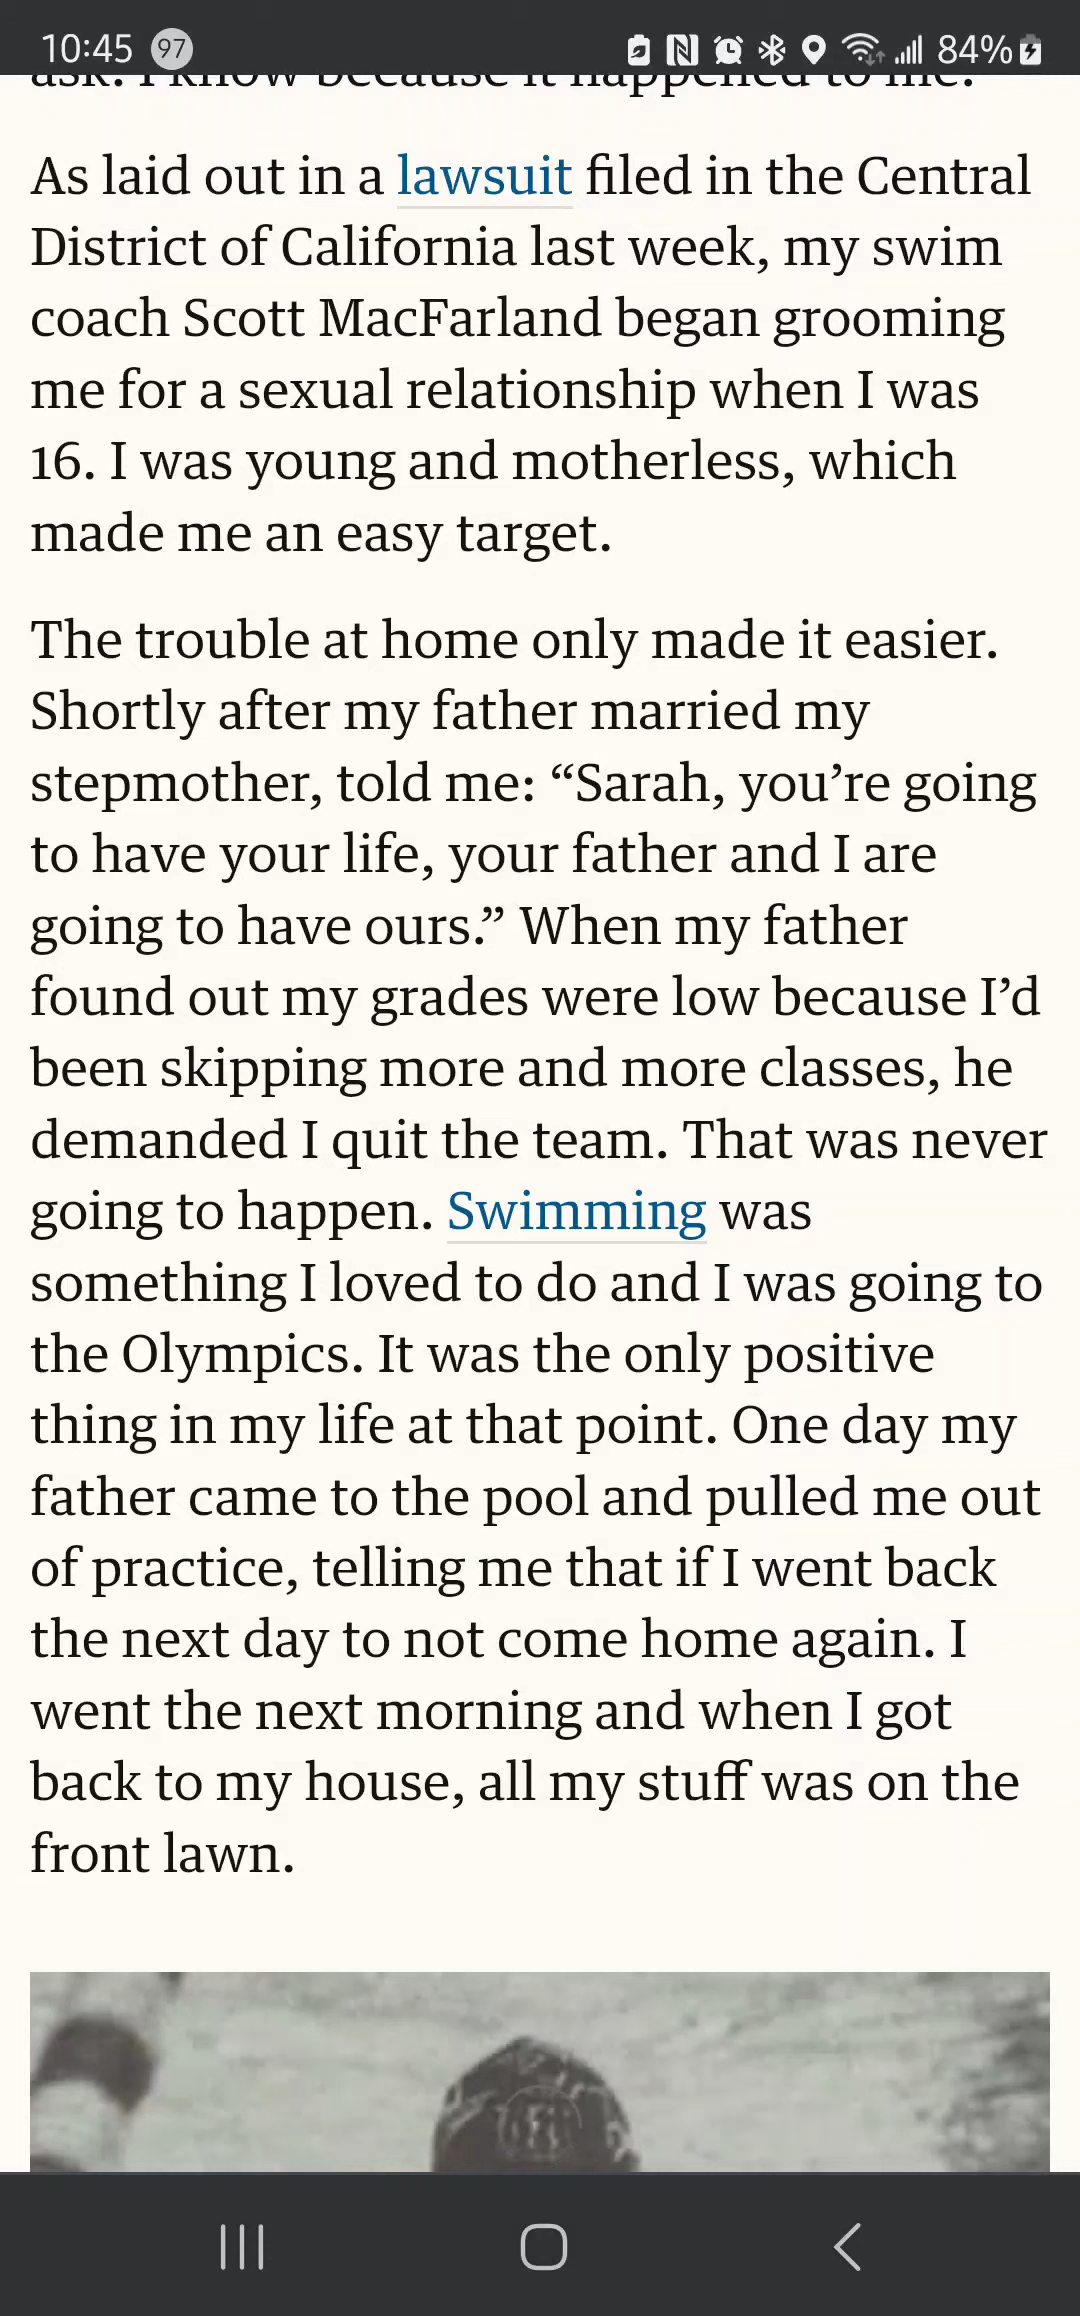 10:45 97 84%
ask. I know because it happened to me.
As laid out in a lawsuit filed in the Central
District of California last week, my swim
coach Scott MacFarland began grooming
me for a sexual relationship when I was
16. I was young and motherless, which
made me an easy target.
The trouble at home only made it easier.
Shortly after my father married my
stepmother, told me: “Sarah, you’re going
to have your life, your father and I are
going to have ours.” When my father
found out my grades were low because I’d
been skipping more and more classes, he
demanded I quit the team. That was never
going to happen. Swimming was
something I loved to do and I was going to
the Olympics. It was the only positive
thing in my life at that point. One day my
father came to the pool and pulled me out
of practice, telling me that if I went back
the next day to not come home again. I
went the next morning and when I got
back to my house, all my stuff was on the
front lawn.